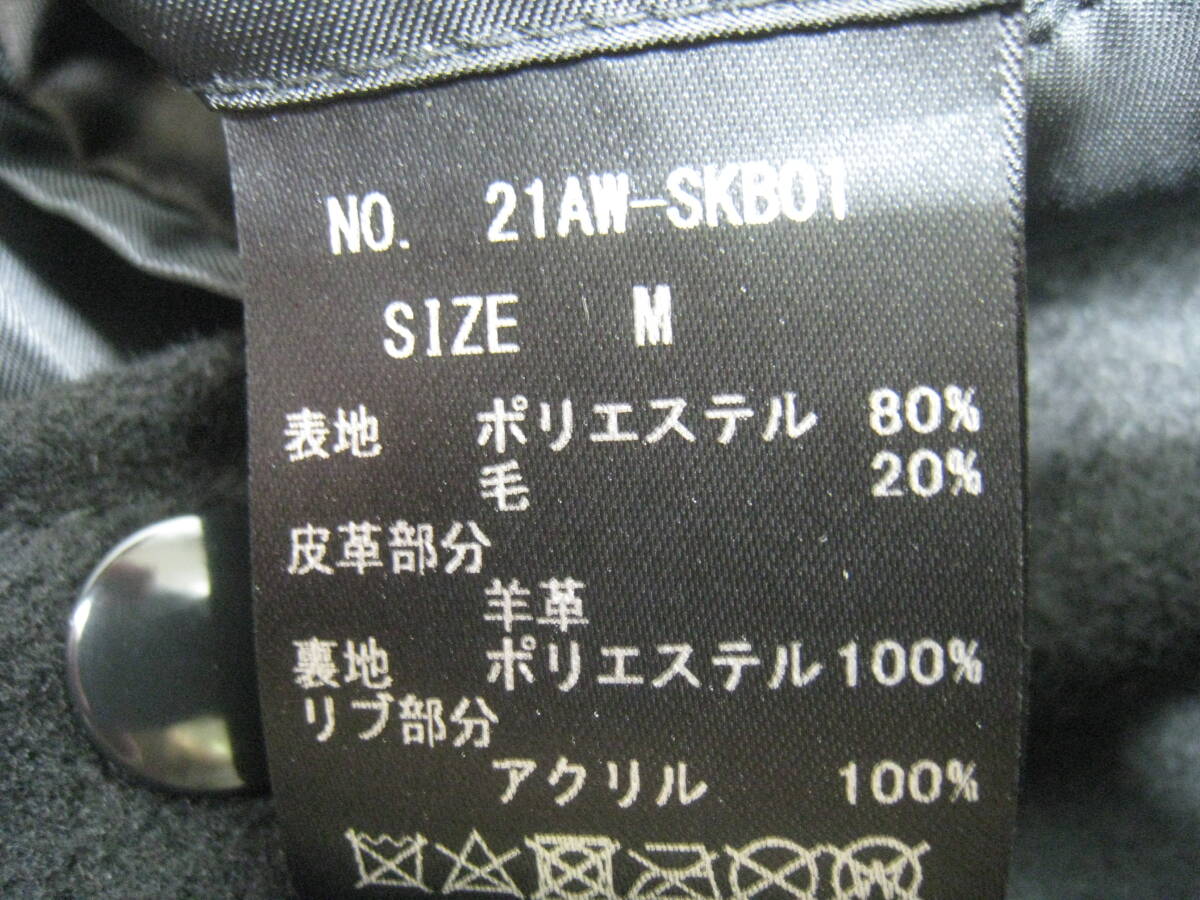 NO. 21AW-SKB01
SIZE M
表地 ポリエステル 80%
毛 20%
皮革部分
羊革
裏地 ポリエステル 100%
リブ部分
アクリル 100%